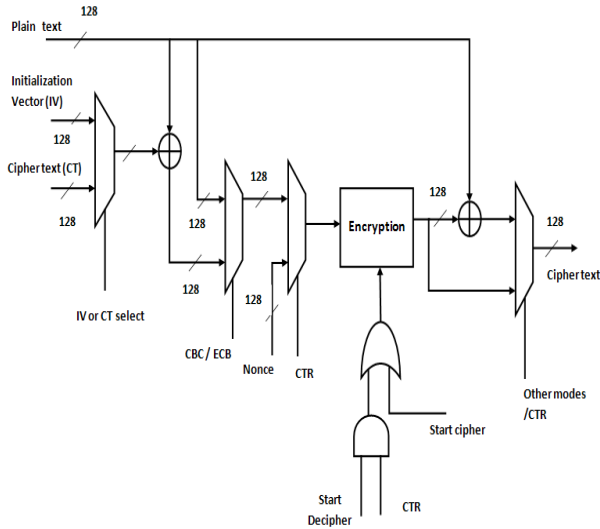 128
Plain text
Initialization
Vector (IV)
128
Cipher text (CT)
128
IV or CT select
128
128
128
CBC / ECB
128
Nonce
CTR
Encryption
128
128
Cipher text
Other modes
/CTR
Start cipher
Start
Decipher
CTR